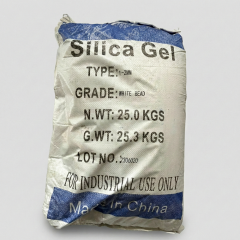 Silica Gel
TYPE:
GRADE: WHITE BEAD
N.WT: 25.0 KGS
G.WT: 25.3 KGS
LOT NO.:
FOR INDUSTRIAL USE ONLY
Made in China